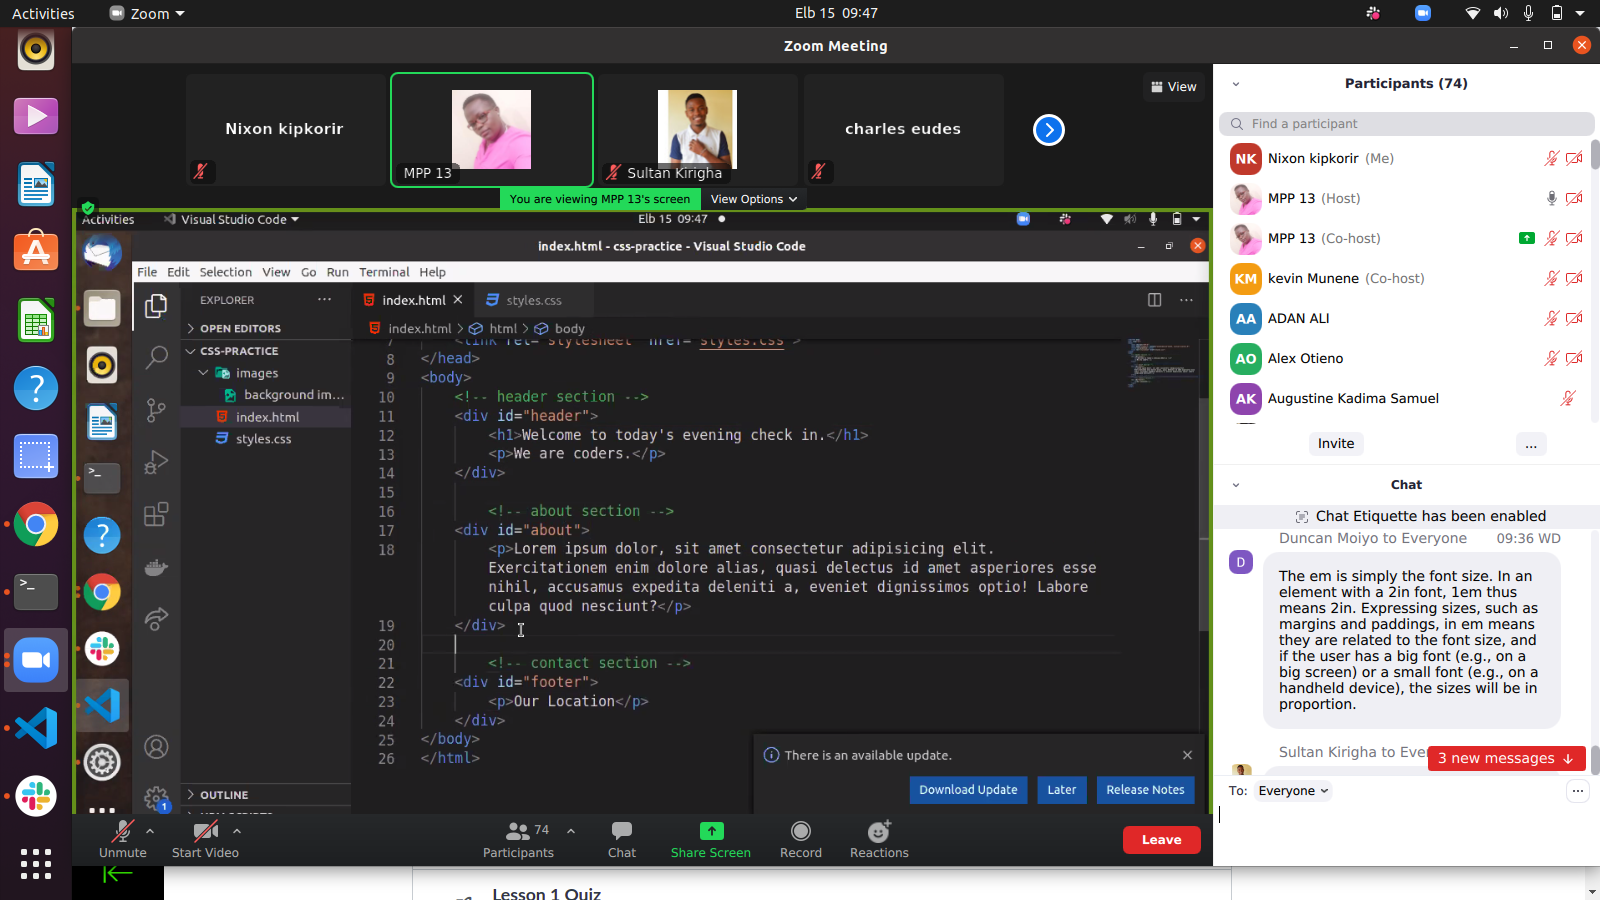 Activities
Zoom
Elb 15 09:47
Zoom Meeting
Nixon kipkorir
MPP 13
Sultan Kirigha
charles eudes
View
You are viewing MPP 13's screen
View Options
Activities
Visual Studio Code
Elb 15 09:47
index.html - css-practice - Visual Studio Code
File Edit Selection View Go Run Terminal Help
EXPLORER
OPEN EDITORS
CSS-PRACTICE
images
background im...
index.html
styles.css
OUTLINE
index.html
styles.css
index.html > html > body
7 <link rel="stylesheet" href="styles.css">
8 </head>
9 <body>
10 <!-- header section -->
11 <div id="header">
12 <h1>Welcome to today's evening check in.</h1>
13 <p>We are coders.</p>
14 </div>
15
16 <!-- about section -->
17 <div id="about">
18 <p>Lorem ipsum dolor, sit amet consectetur adipisicing elit.
Exercitationem enim dolore alias, quasi delectus id amet asperiores esse
nihil, accusamus expedita deleniti a, eveniet dignissimos optio! Labore
culpa quod nesciunt?</p>
19 </div>
20
21 <!-- contact section -->
22 <div id="footer">
23 <p>Our Location</p>
24 </div>
25 </body>
26 </html>
There is an available update.
Download Update
Later
Release Notes
1
Unmute
Start Video
74
Participants
Chat
Share Screen
Record
Reactions
Leave
Participants (74)
Find a participant
NK Nixon kipkorir (Me)
MPP 13 (Host)
MPP 13 (Co-host)
KM kevin Munene (Co-host)
AA ADAN ALI
AO Alex Otieno
AK Augustine Kadima Samuel
Invite
...
Chat
Chat Etiquette has been enabled
Duncan Moiyo to Everyone 09:36 WD
D
The em is simply the font size. In an
element with a 2in font, 1em thus
means 2in. Expressing sizes, such as
margins and paddings, in em means
they are related to the font size, and
if the user has a big font (e.g., on a
big screen) or a small font (e.g., on a
handheld device), the sizes will be in
proportion.
Sultan Kirigha to Ever
3 new messages
To: Everyone
Lesson 1 Quiz